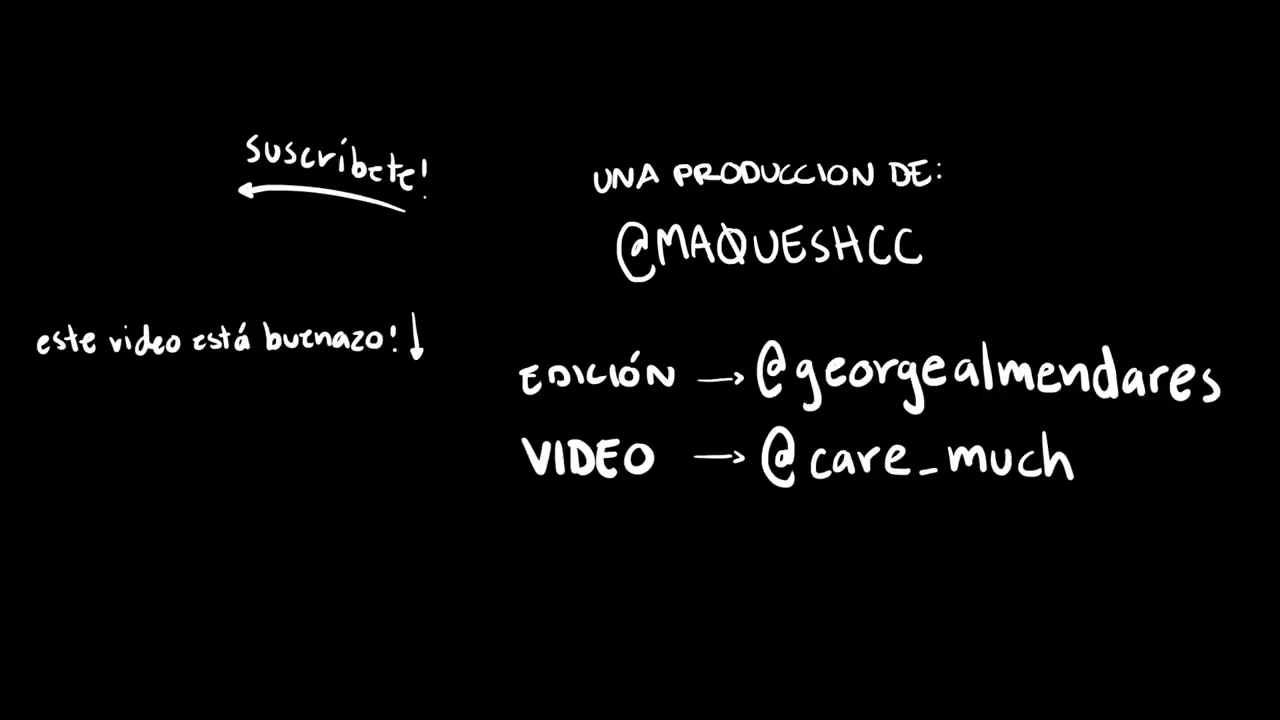 suscríbete!
este video está buenazo!
UNA PRODUCCION DE:
@MAQUESHCC
EDICIÓN → @georgealmendares
VIDEO → @care_much